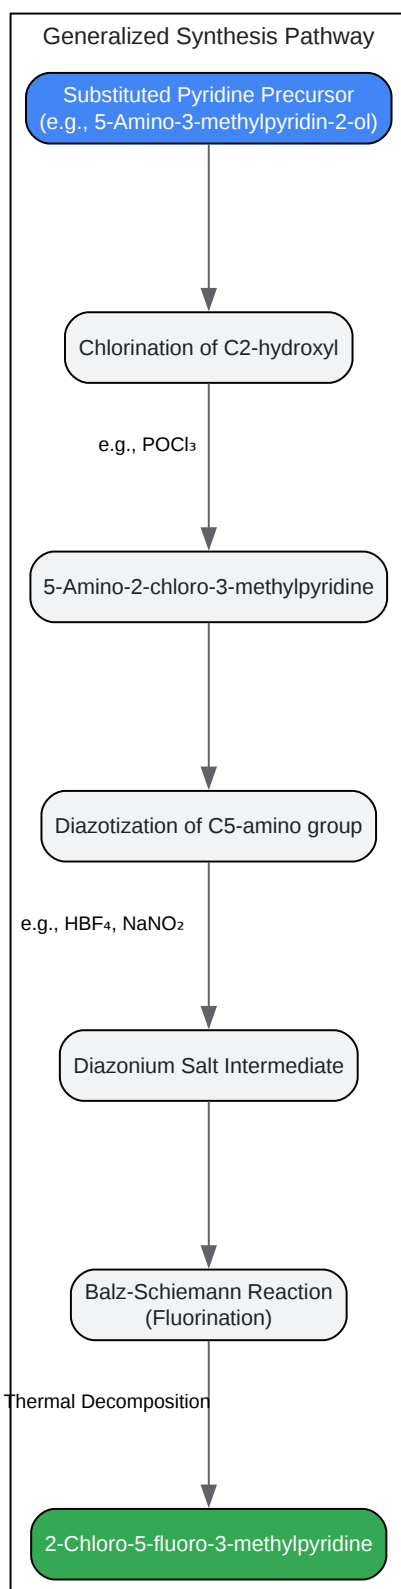 Generalized Synthesis Pathway
Substituted Pyridine Precursor
(e.g., 5-Amino-3-methylpyridin-2-ol)
Chlorination of C2-hydroxyl
e.g., POCl₃
5-Amino-2-chloro-3-methylpyridine
Diazotization of C5-amino group
e.g., HBF₄, NaNO₂
Diazonium Salt Intermediate
Balz-Schiemann Reaction
(Fluorination)
Thermal Decomposition
2-Chloro-5-fluoro-3-methylpyridine